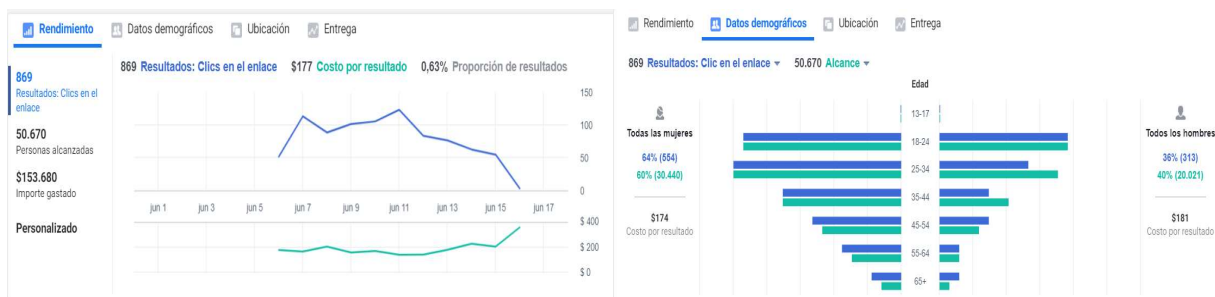 Rendimiento Datos demográficos Ubicación Entrega
869
Resultados: Clics en el
enlace
50.670
Personas alcanzadas
$153.680
Importe gastado
Personalizado
869 Resultados: Clics en el enlace $177 Costo por resultado 0,63% Proporción de resultados
150
100
50
0
jun 1 jun 3 jun 5 jun 7 jun 9 jun 11 jun 13 jun 15 jun 17
$ 400
$ 200
$ 0
Rendimiento Datos demográficos Ubicación Entrega
869 Resultados: Clic en el enlace 50.670 Alcance
Edad
Todas las mujeres
64% (554)
60% (30.440)
$174
Costo por resultado
13-17
18-24
25-34
35-44
45-54
55-64
65+
Todos los hombres
36% (313)
40% (20.021)
$181
Costo por resultado